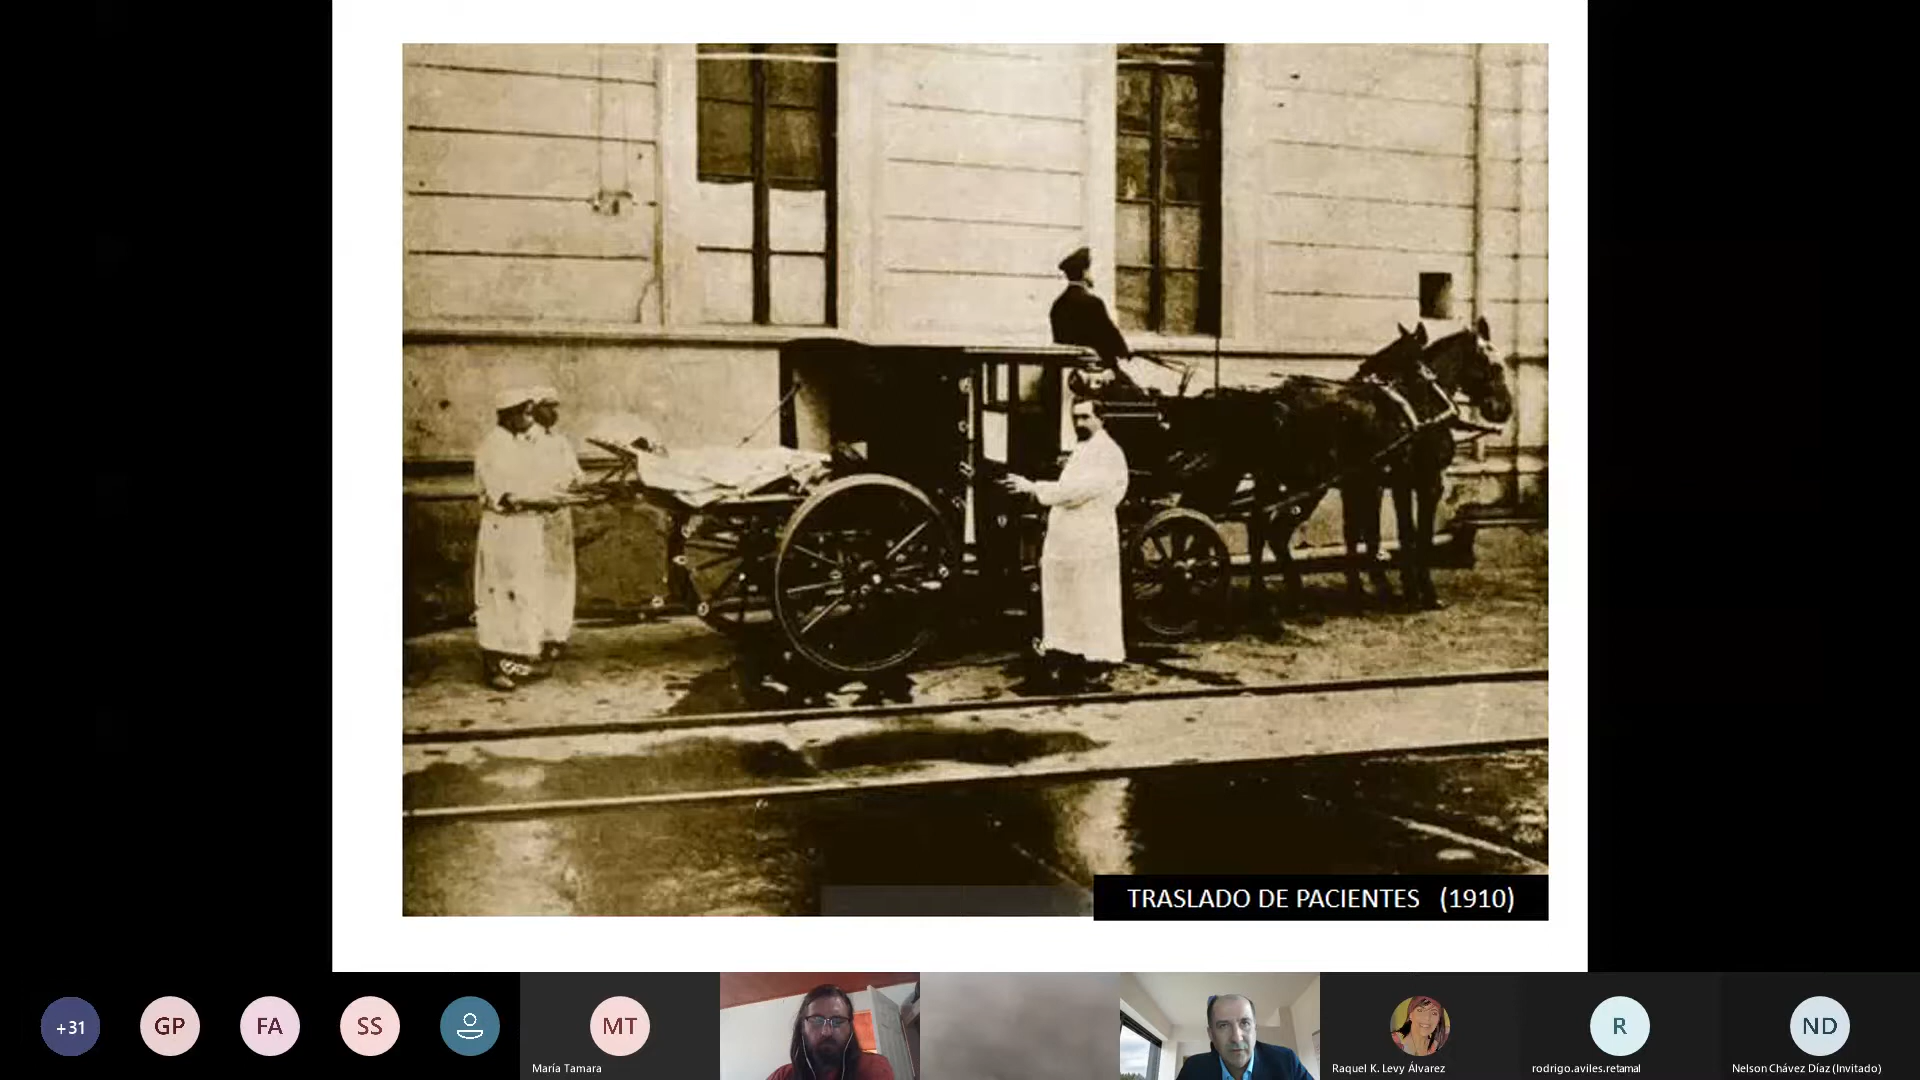 TRASLADO DE PACIENTES (1910)
+31
GP
FA
SS
MT
María Tamara
Raquel K. Levy Álvarez
R
rodrigo.aviles.retamal
ND
Nelson Chávez Díaz (Invitado)